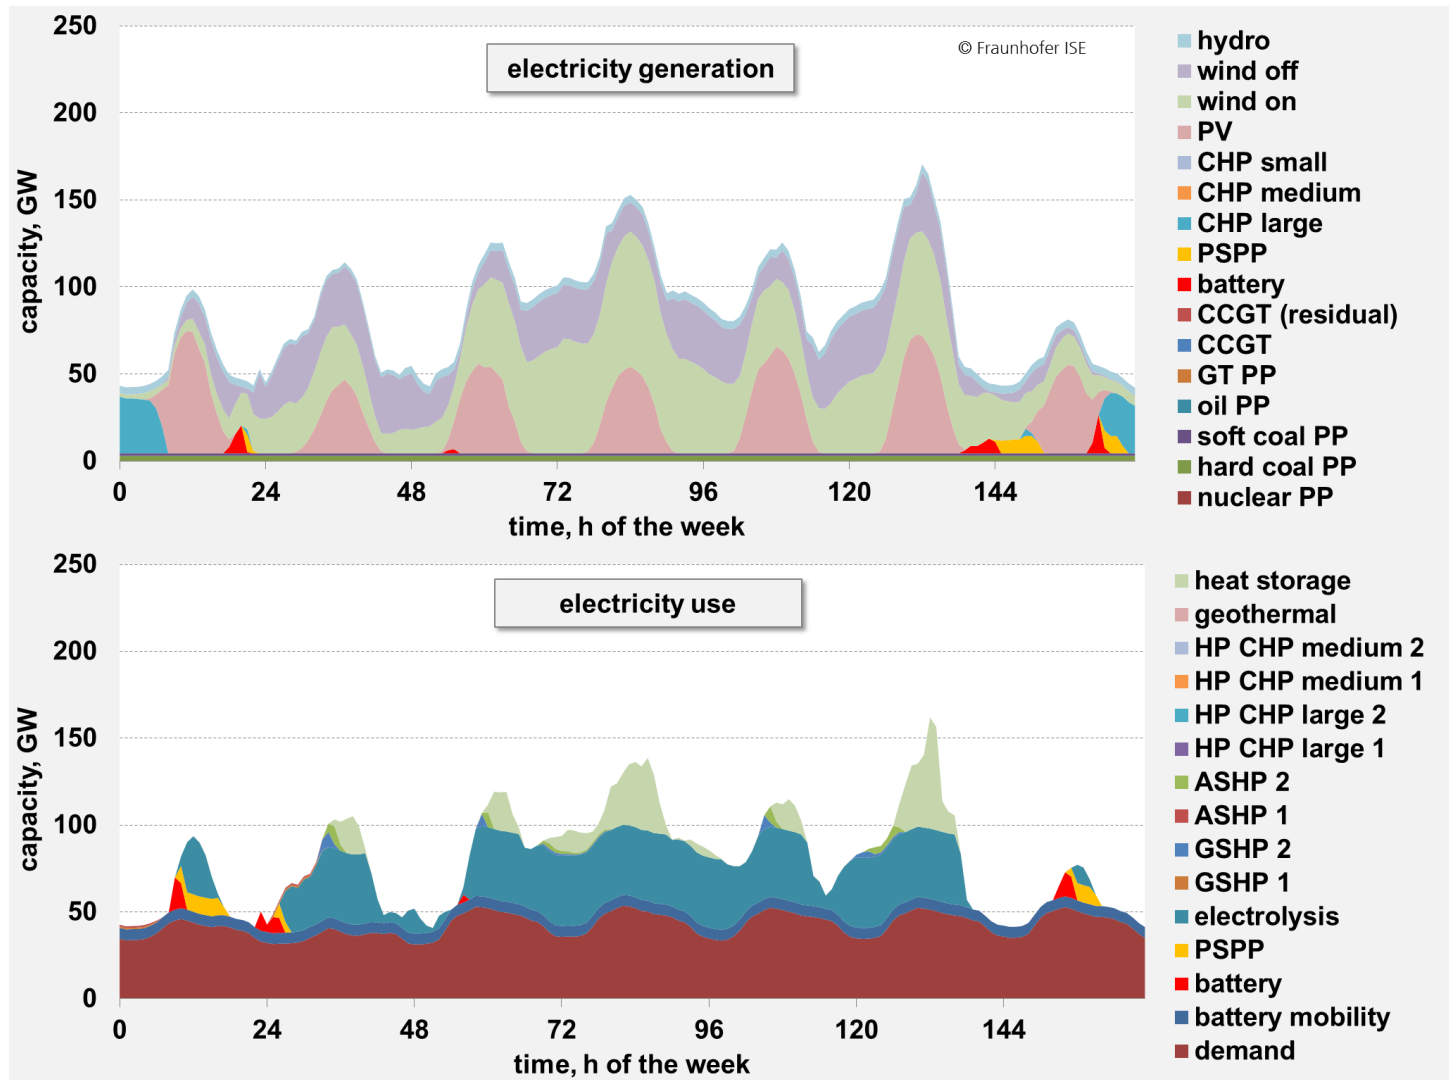 250
200
150
100
50
0
capacity, GW
electricity generation
© Fraunhofer ISE
0 24 48 72 96 120 144
time, h of the week
hydro
wind off
wind on
PV
CHP small
CHP medium
CHP large
PSPP
battery
CCGT (residual)
CCGT
GT PP
oil PP
soft coal PP
hard coal PP
nuclear PP
250
200
150
100
50
0
capacity, GW
electricity use
0 24 48 72 96 120 144
time, h of the week
heat storage
geothermal
HP CHP medium 2
HP CHP medium 1
HP CHP large 2
HP CHP large 1
ASHP 2
ASHP 1
GSHP 2
GSHP 1
electrolysis
PSPP
battery
battery mobility
demand